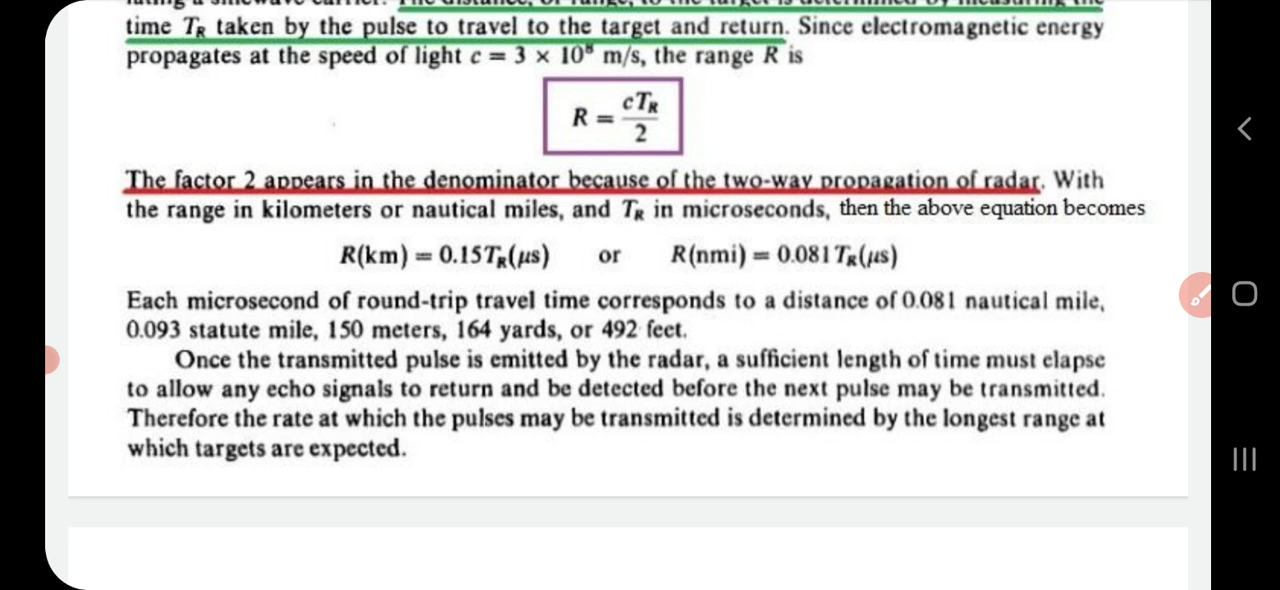 time TR taken by the pulse to travel to the target and return. Since electromagnetic energy
propagates at the speed of light c = 3 × 10⁸ m/s, the range R is
R = cTR / 2
The factor 2 appears in the denominator because of the two-way propagation of radar. With
the range in kilometers or nautical miles, and TR in microseconds, then the above equation becomes
R(km) = 0.15TR(μs) or R(nmi) = 0.081TR(μs)
Each microsecond of round-trip travel time corresponds to a distance of 0.081 nautical mile,
0.093 statute mile, 150 meters, 164 yards, or 492 feet.
Once the transmitted pulse is emitted by the radar, a sufficient length of time must elapse
to allow any echo signals to return and be detected before the next pulse may be transmitted.
Therefore the rate at which the pulses may be transmitted is determined by the longest range at
which targets are expected.